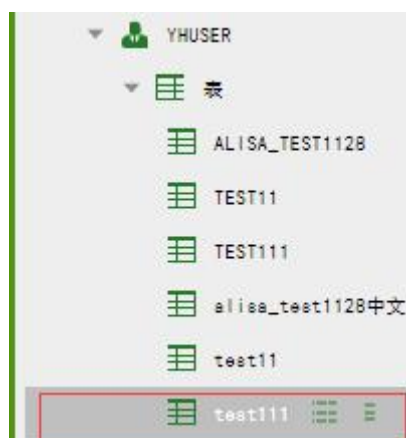 YHUSER
表
ALISA_TEST1128
TEST11
TEST111
alisa_test1128中文
test11
test111